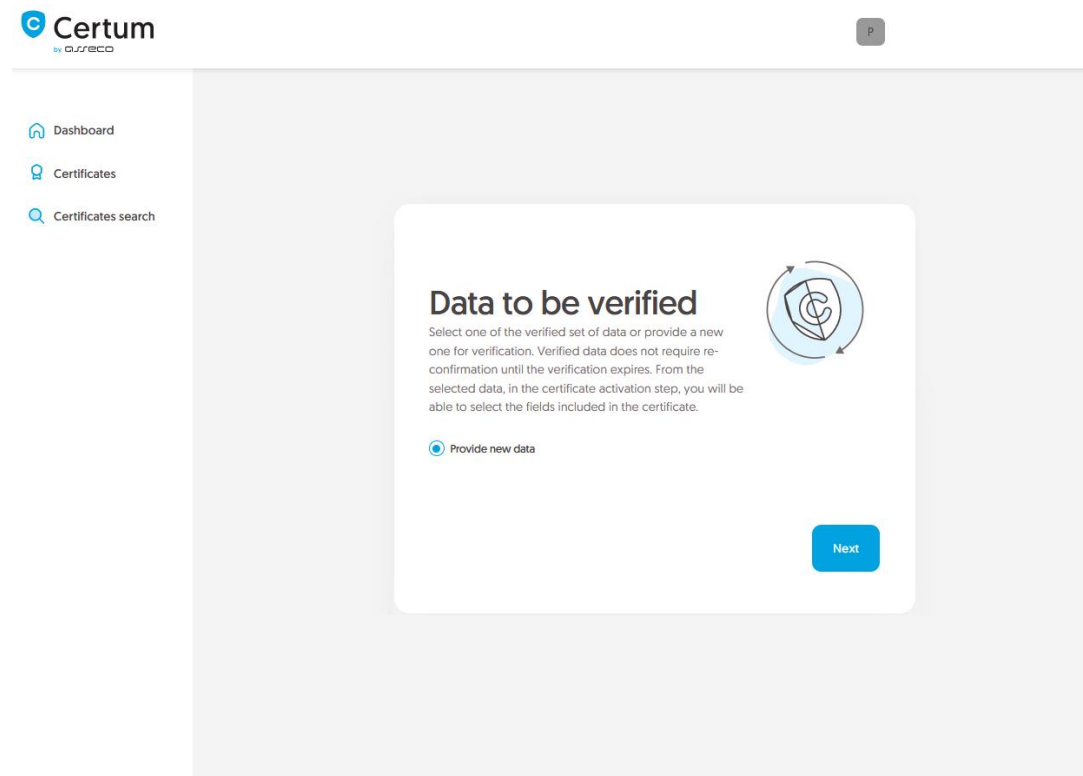 Certum
by asseco
P
Dashboard
Certificates
Certificates search
Data to be verified
Select one of the verified set of data or provide a new
one for verification. Verified data does not require re-
confirmation until the verification expires. From the
selected data, in the certificate activation step, you will be
able to select the fields included in the certificate.
Provide new data
Next